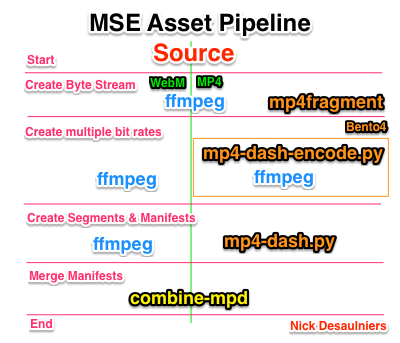 MSE Asset Pipeline
Source
Start
Create Byte Stream
WebM
MP4
ffmpeg
mp4fragment
Bento4
Create multiple bit rates
mp4-dash-encode.py
ffmpeg
ffmpeg
Create Segments & Manifests
ffmpeg
mp4-dash.py
Merge Manifests
combine-mpd
End
Nick Desaulniers